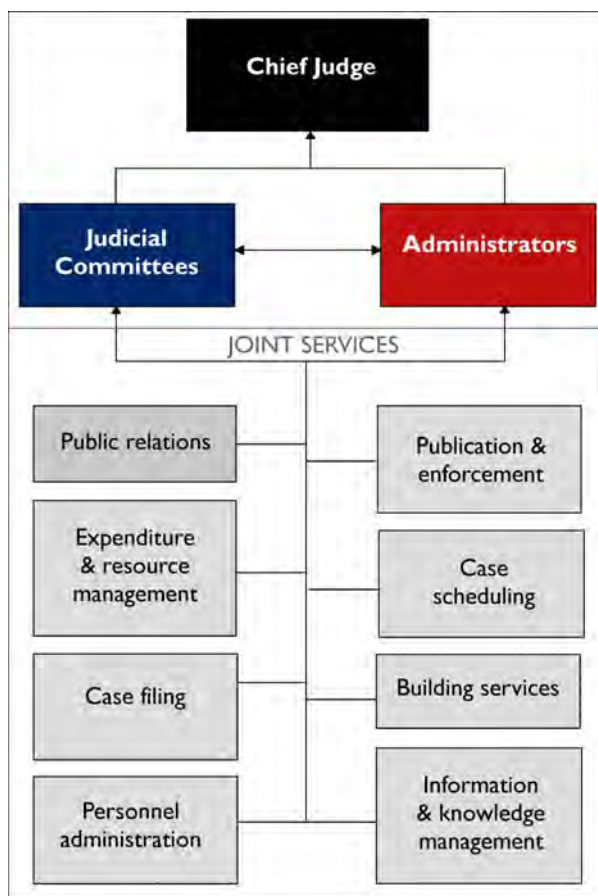 Chief Judge
Judicial
Committees
Administrators
JOINT SERVICES
Public relations
Publication &
enforcement
Expenditure
& resource
management
Case
scheduling
Case filing
Building services
Personnel
administration
Information
& knowledge
management